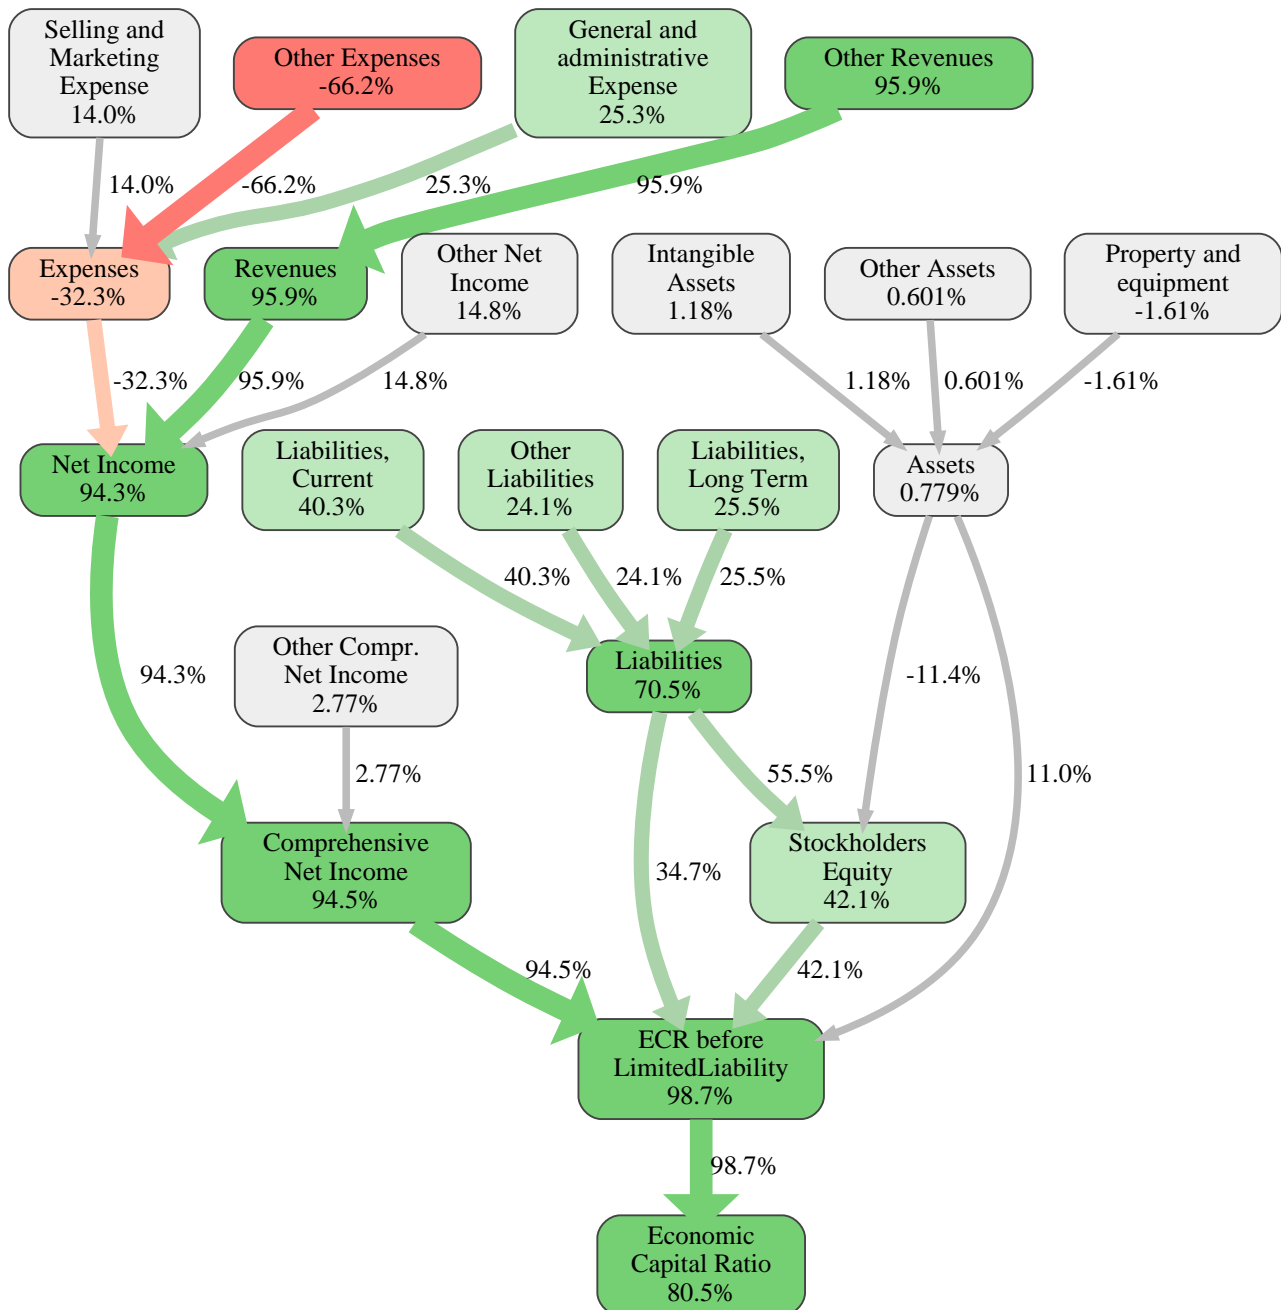 Selling and
Marketing
Expense
14.0%
Other Expenses
-66.2%
General and
administrative
Expense
25.3%
Other Revenues
95.9%
14.0%
-66.2%
25.3%
95.9%
Expenses
-32.3%
Revenues
95.9%
Other Net
Income
14.8%
Intangible
Assets
1.18%
Other Assets
0.601%
Property and
equipment
-1.61%
-32.3%
95.9%
14.8%
1.18%
0.601%
-1.61%
Net Income
94.3%
Liabilities,
Current
40.3%
Other
Liabilities
24.1%
Liabilities,
Long Term
25.5%
Assets
0.779%
40.3%
24.1%
25.5%
94.3%
Other Compr.
Net Income
2.77%
Liabilities
70.5%
-11.4%
2.77%
55.5%
11.0%
Comprehensive
Net Income
94.5%
34.7%
Stockholders
Equity
42.1%
94.5%
42.1%
ECR before
LimitedLiability
98.7%
98.7%
Economic
Capital Ratio
80.5%